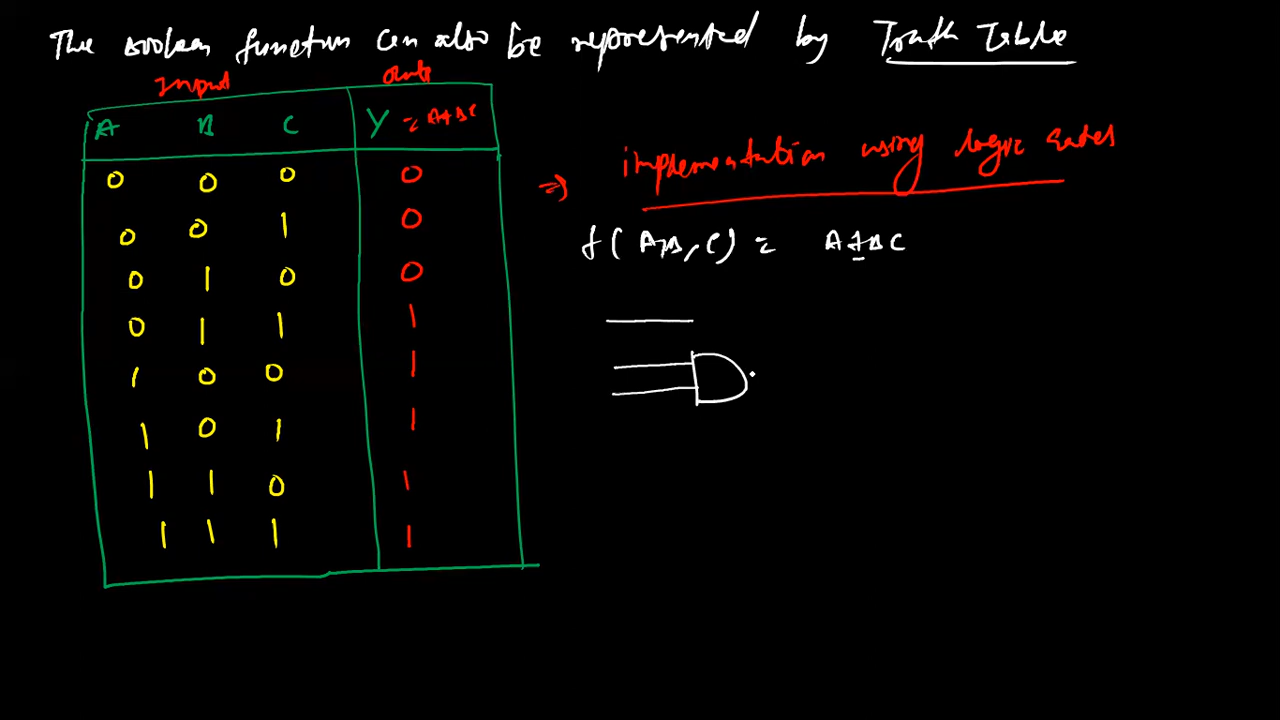 The Boolean function can also be represented by Truth Table
Input
A B C Y = A+BC
0 0 0 0
0 0 1 0
0 1 0 0
0 1 1 1
1 0 0 1
1 0 1 1
1 1 0 1
1 1 1 1
⇒ implementation using logic Gates
f(A,B,C) = A+BC